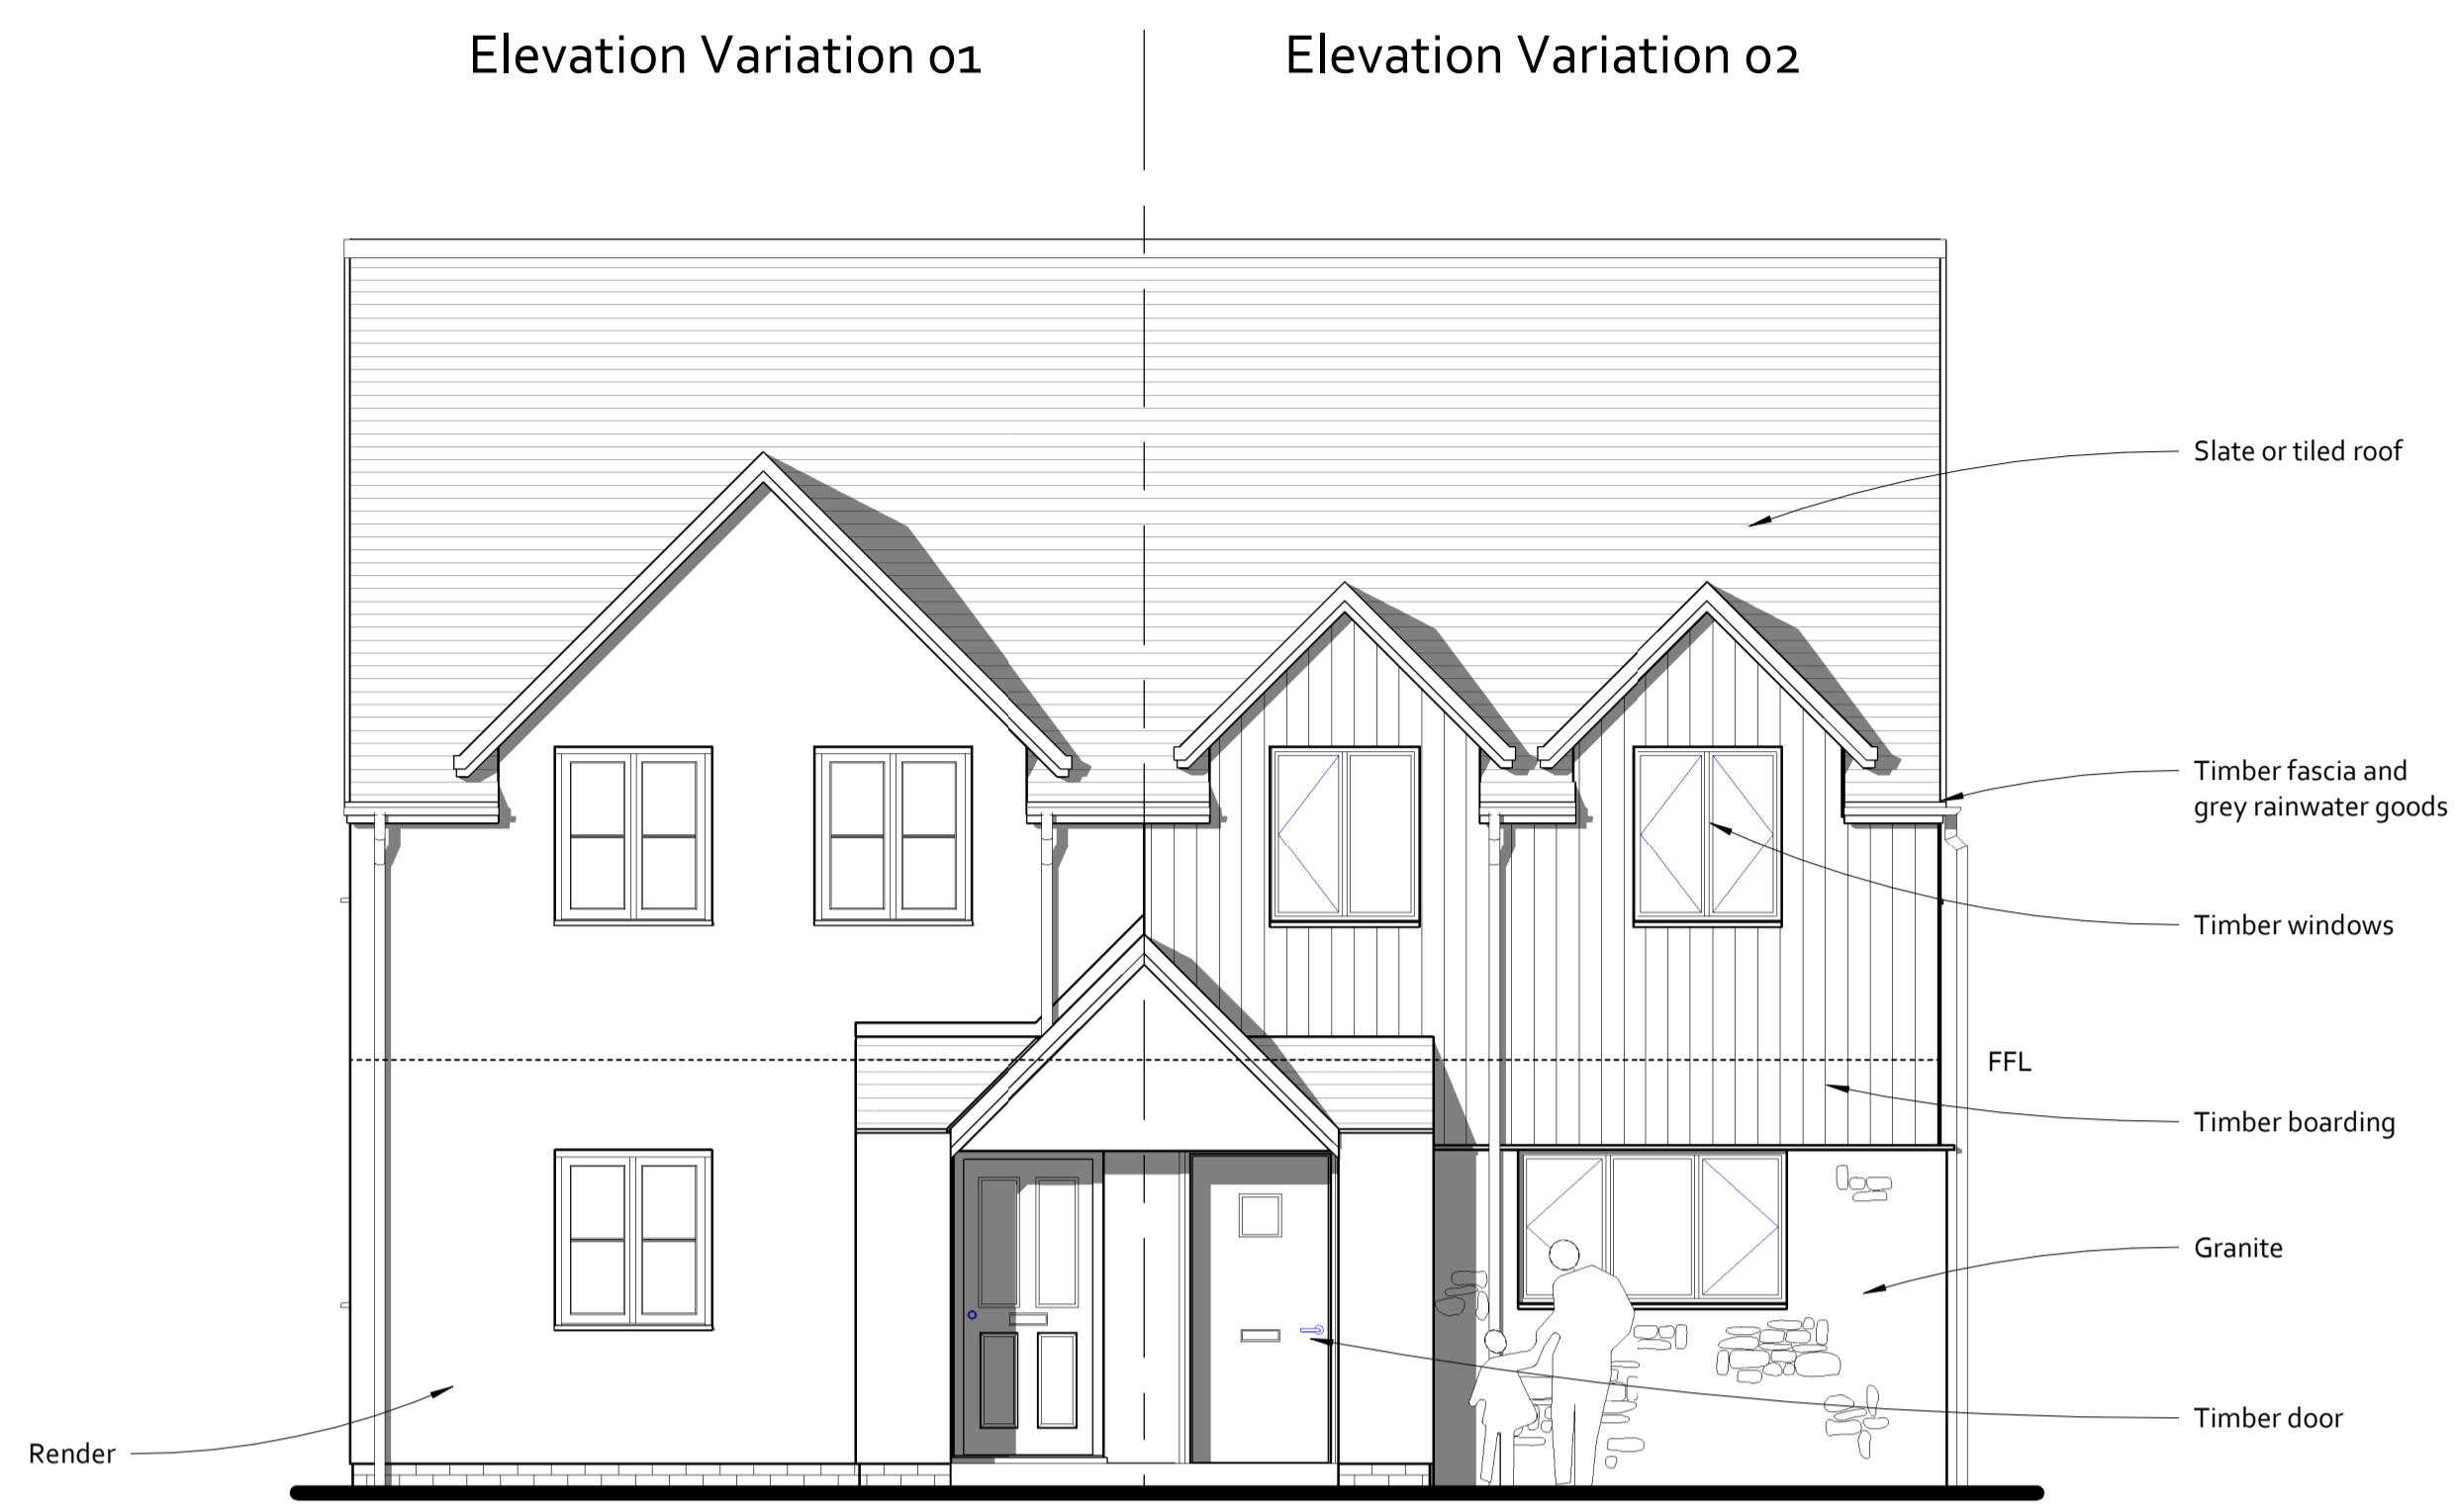 Elevation Variation 01
Elevation Variation 02
Slate or tiled roof
Timber fascia and
grey rainwater goods
Timber windows
FFL
Timber boarding
Granite
Timber door
Render